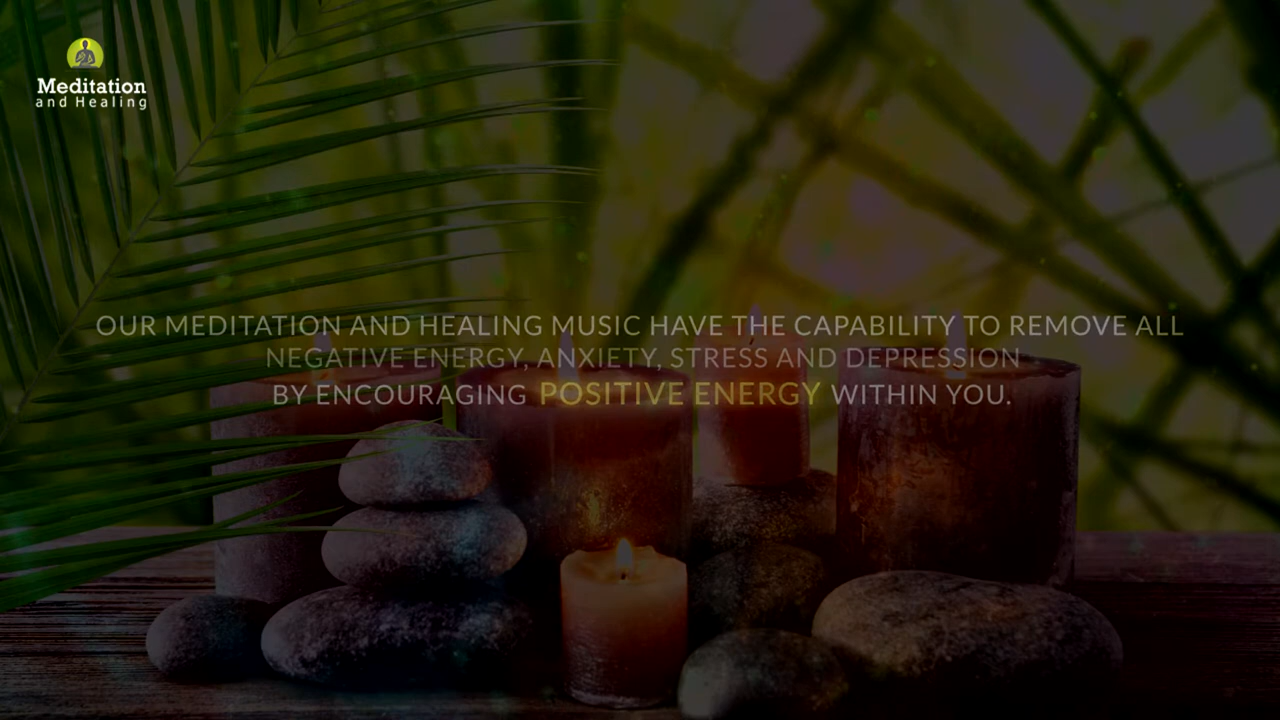 Meditation
and Healing
OUR MEDITATION AND HEALING MUSIC HAVE THE CAPABILITY TO REMOVE ALL
NEGATIVE ENERGY, ANXIETY, STRESS AND DEPRESSION
BY ENCOURAGING POSITIVE ENERGY WITHIN YOU.